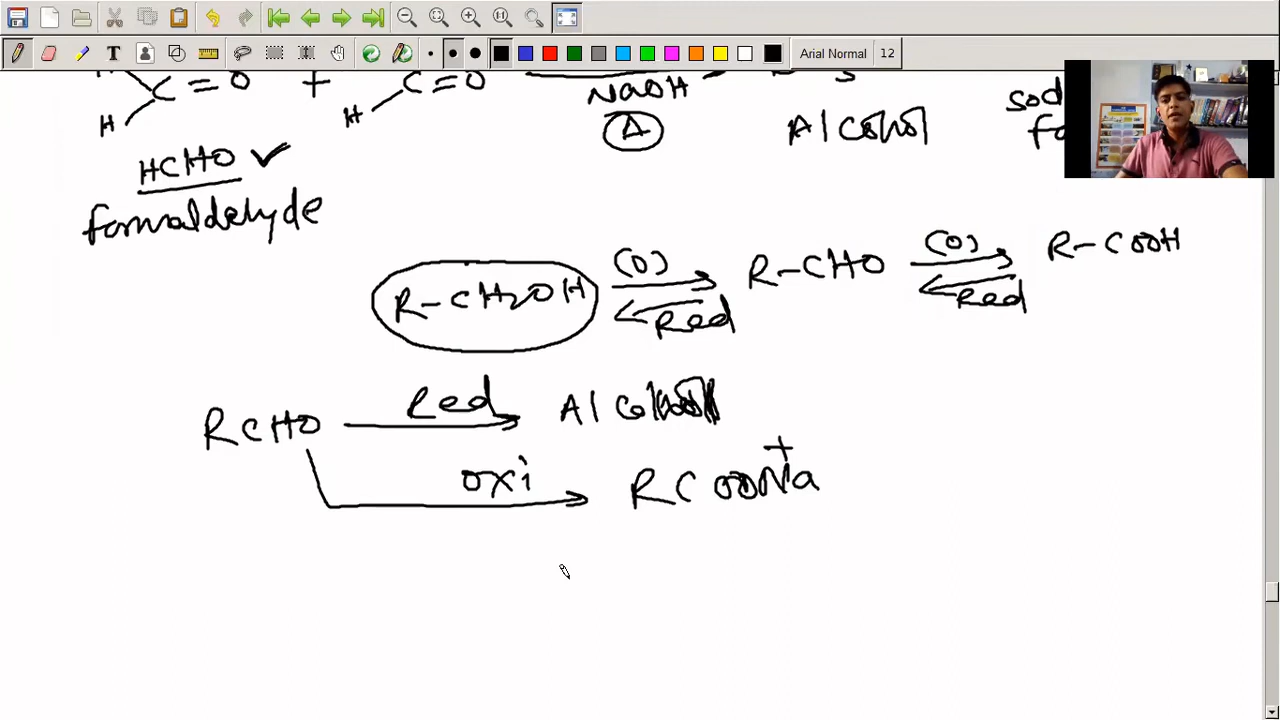 Arial Normal 12
H C=O + H C=O NaOH
Δ
H
HCHO ✓
formaldehyde
Alcohol
sod
R-CH2OH (O) Red R-CHO (O) Red R-COOH
RCHO Red Alcohol
oxi RCOONa+